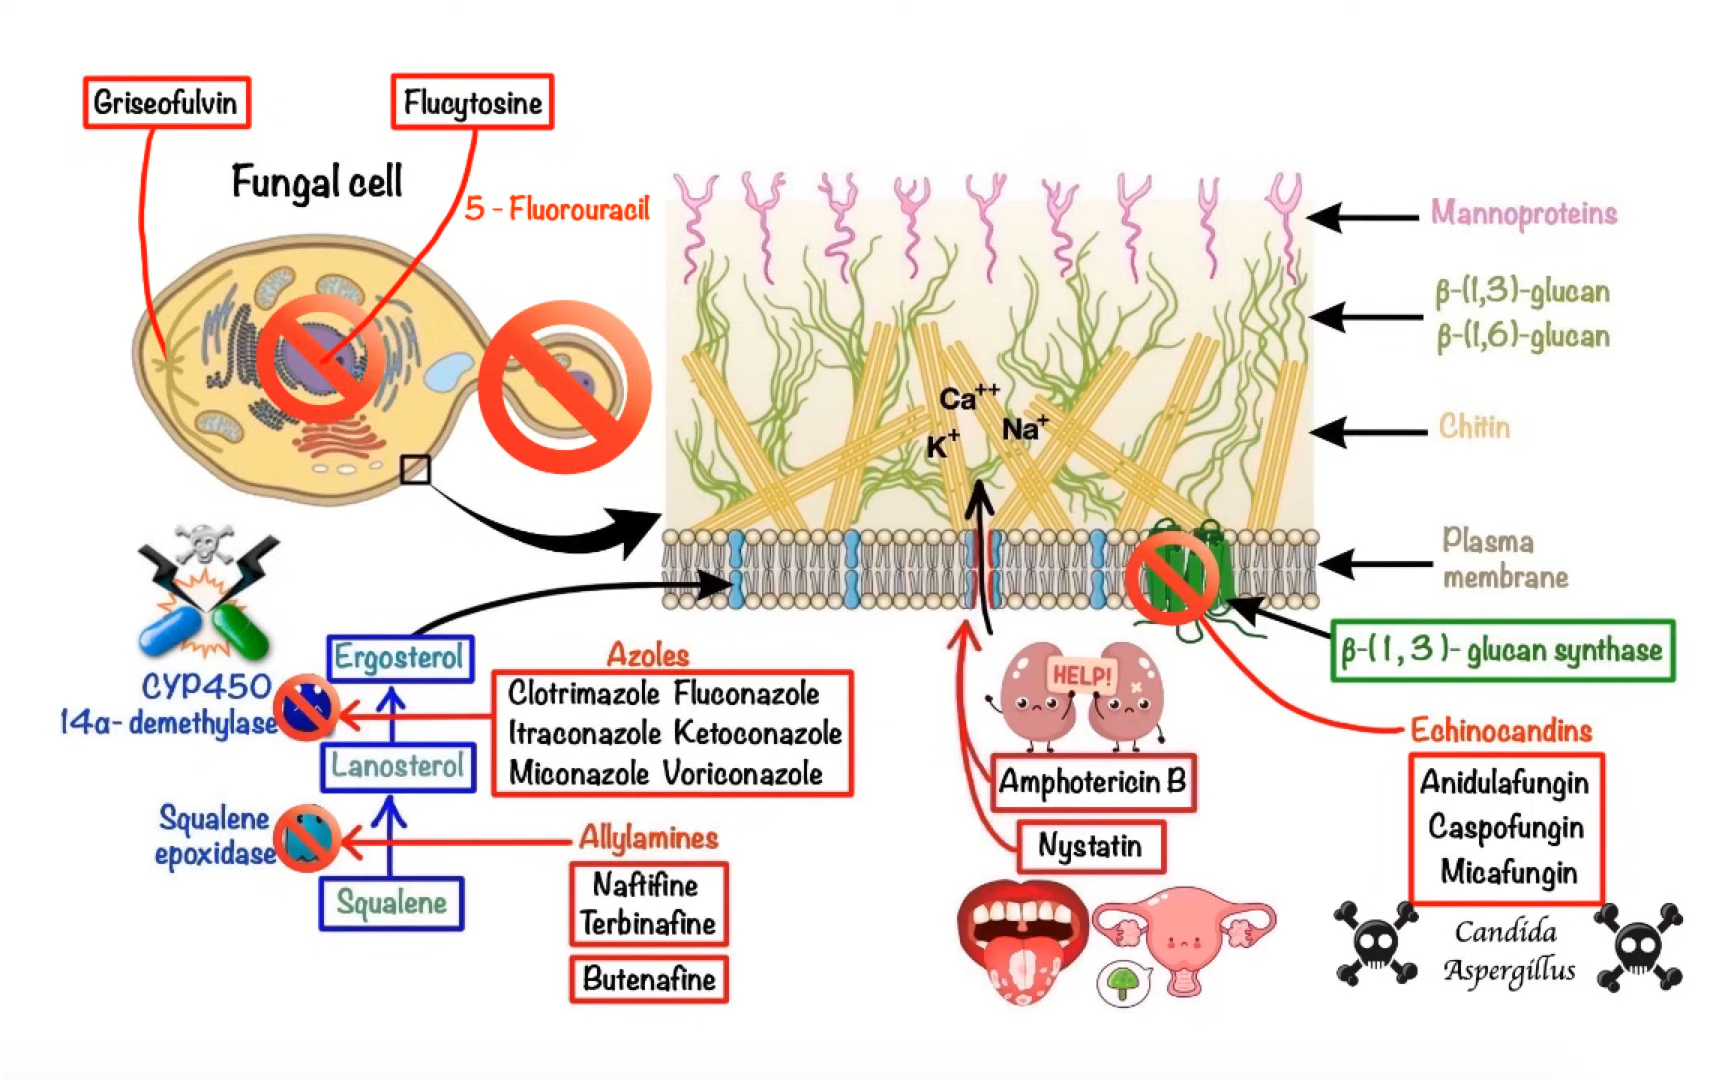 Griseofulvin
Flucytosine
Fungal cell
5 - Fluorouracil
Mannoproteins
β-(1,3)-glucan
β-(1,6)-glucan
Ca++
K+
Na+
Chitin
Plasma
membrane
β-(1,3)- glucan synthase
Ergosterol
CYP450
14α- demethylase
Lanosterol
Squalene
epoxidase
Squalene
Azoles
Clotrimazole Fluconazole
Itraconazole Ketoconazole
Miconazole Voriconazole
Allylamines
Naftifine
Terbinafine
Butenafine
HELP!
Amphotericin B
Nystatin
Echinocandins
Anidulafungin
Caspofungin
Micafungin
Candida
Aspergillus